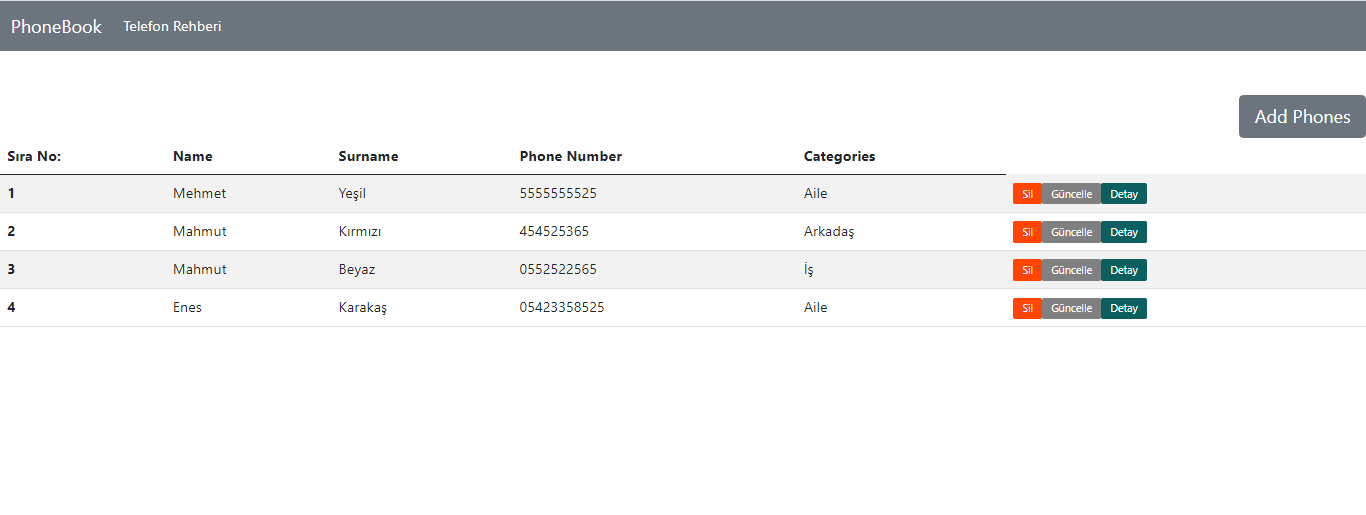 PhoneBook Telefon Rehberi
Add Phones
Sıra No: Name Surname Phone Number Categories
1 Mehmet Yeşil 5555555525 Aile Sil Güncelle Detay
2 Mahmut Kırmızı 454525365 Arkadaş Sil Güncelle Detay
3 Mahmut Beyaz 0552522565 İş Sil Güncelle Detay
4 Enes Karakaş 05423358525 Aile Sil Güncelle Detay